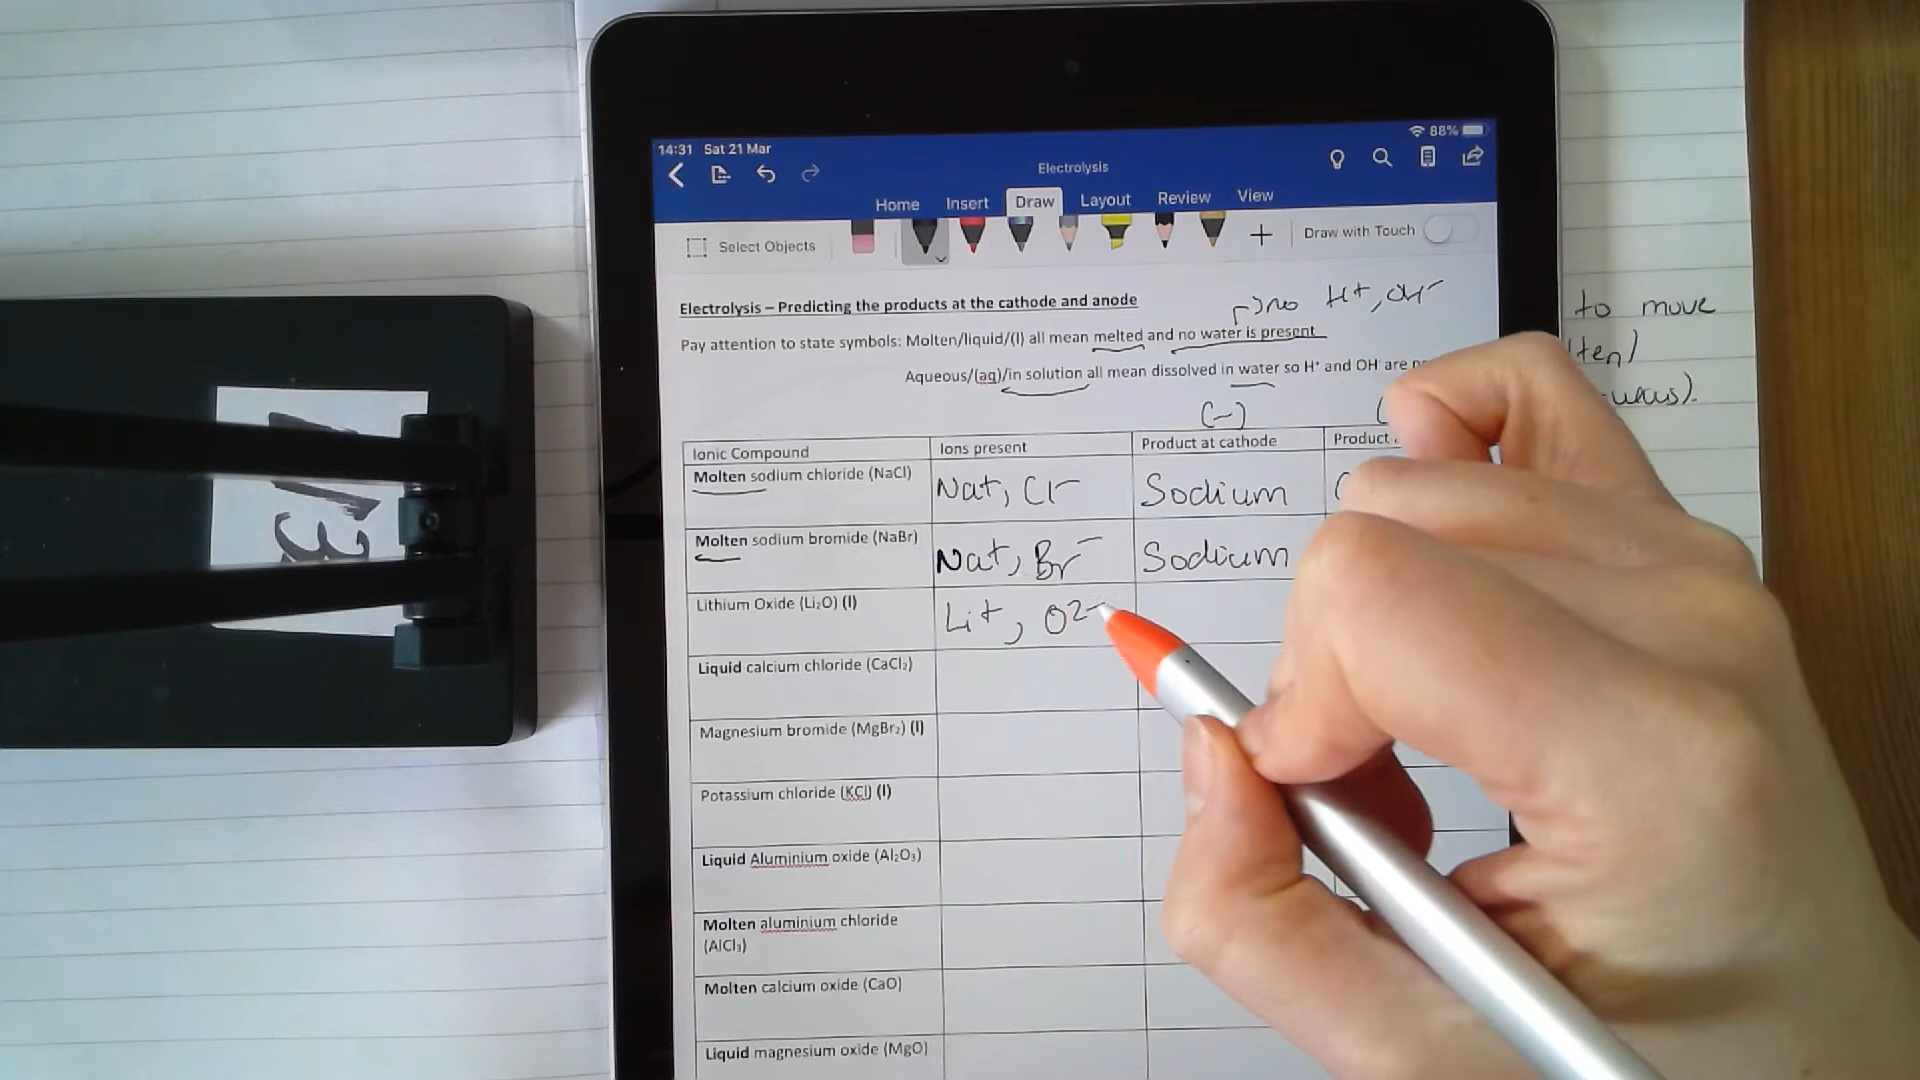 14:31 Sat 21 Mar
88%
Electrolysis
Home Insert Draw Layout Review View
Select Objects
Draw with Touch
Electrolysis – Predicting the products at the cathode and anode
no H+, OH-
Pay attention to state symbols: Molten/liquid/(l) all mean melted and no water is present
Aqueous/(aq)/in solution all mean dissolved in water so H+ and OH- are
(-)
Ionic Compound Ions present Product at cathode Product
Molten sodium chloride (NaCl) Na+, Cl- Sodium
Molten sodium bromide (NaBr) Na+, Br- Sodium
Lithium Oxide (Li₂O) (l) Li+, O2-
Liquid calcium chloride (CaCl₂)
Magnesium bromide (MgBr₂) (l)
Potassium chloride (KCl) (l)
Liquid Aluminium oxide (Al₂O₃)
Molten aluminium chloride
(AlCl₃)
Molten calcium oxide (CaO)
Liquid magnesium oxide (MgO)
to move